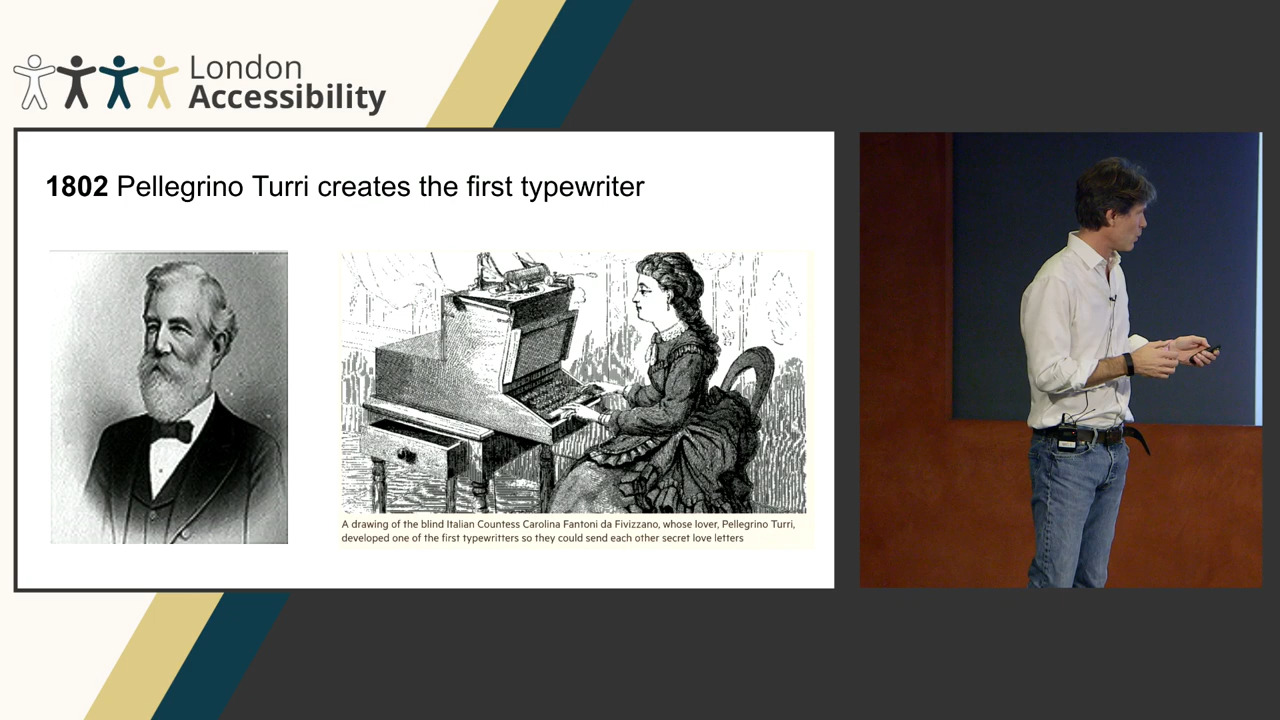 London
Accessibility
1802 Pellegrino Turri creates the first typewriter
A drawing of the blind Italian Countess Carolina Fantoni da Fivizzano, whose lover, Pellegrino Turri,
developed one of the first typewritters so they could send each other secret love letters